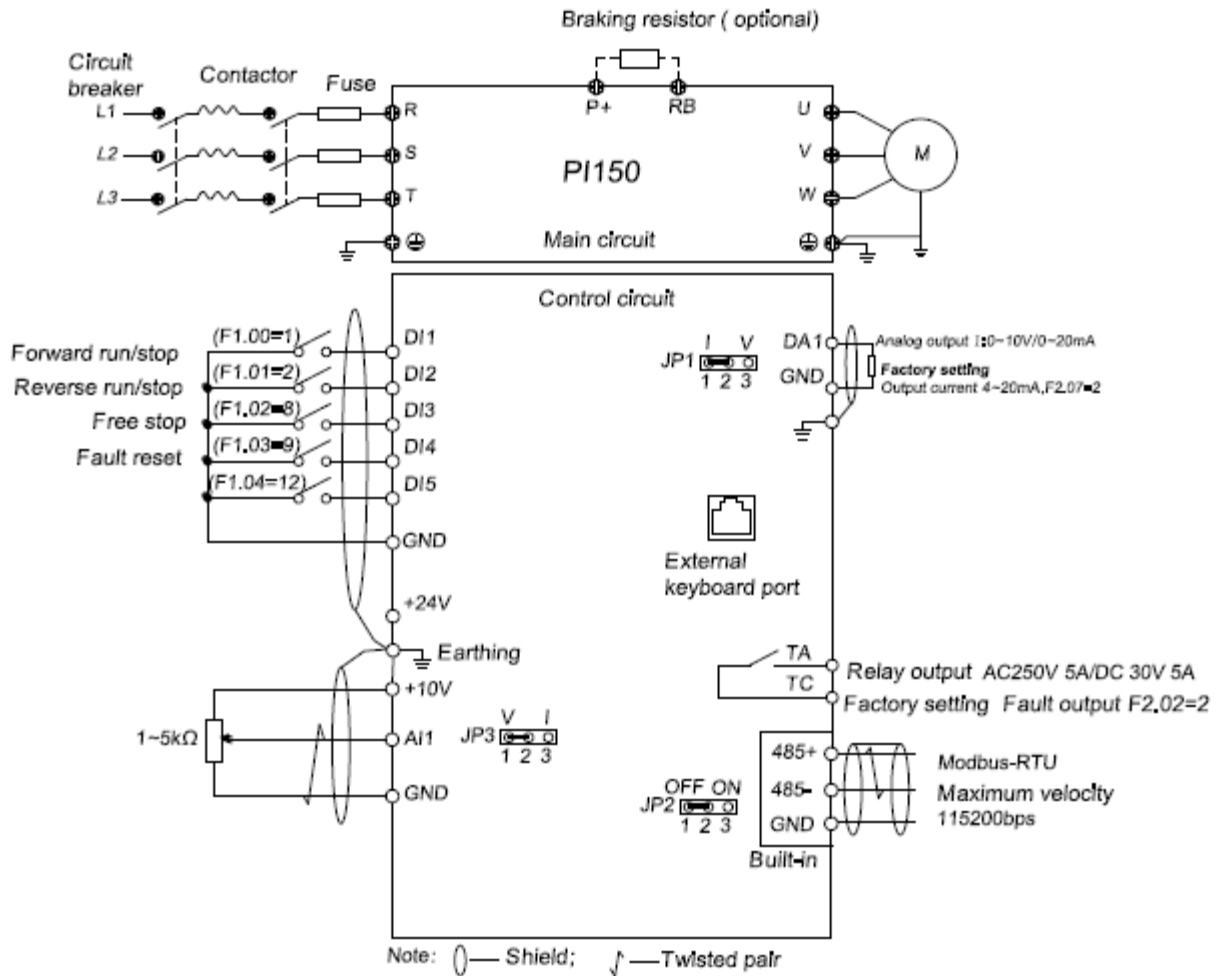 Braking resistor ( optional)
Circuit breaker
Contactor
Fuse
P+
RB
L1
R
U
L2
S
PI150
V
M
L3
T
W
Main circuit
Control circuit
Forward run/stop
(F1.00=1)
DI1
Reverse run/stop
(F1.01=2)
DI2
Free stop
(F1.02=8)
DI3
Fault reset
(F1.03=9)
DI4
(F1.04=12)
DI5
GND
+24V
Earthing
+10V
1~5kΩ
AI1
GND
V I
JP3
1 2 3
I V
JP1
1 2 3
DA1
GND
Analog output I:0~10V/0~20mA
Factory setting
Output current 4~20mA,F2.07=2
External
keyboard port
TA
TC
Relay output AC250V 5A/DC 30V 5A
Factory setting Fault output F2.02=2
OFF ON
JP2
1 2 3
485+
485-
GND
Built-in
Modbus-RTU
Maximum velocity
115200bps
Note: Shield; Twisted pair